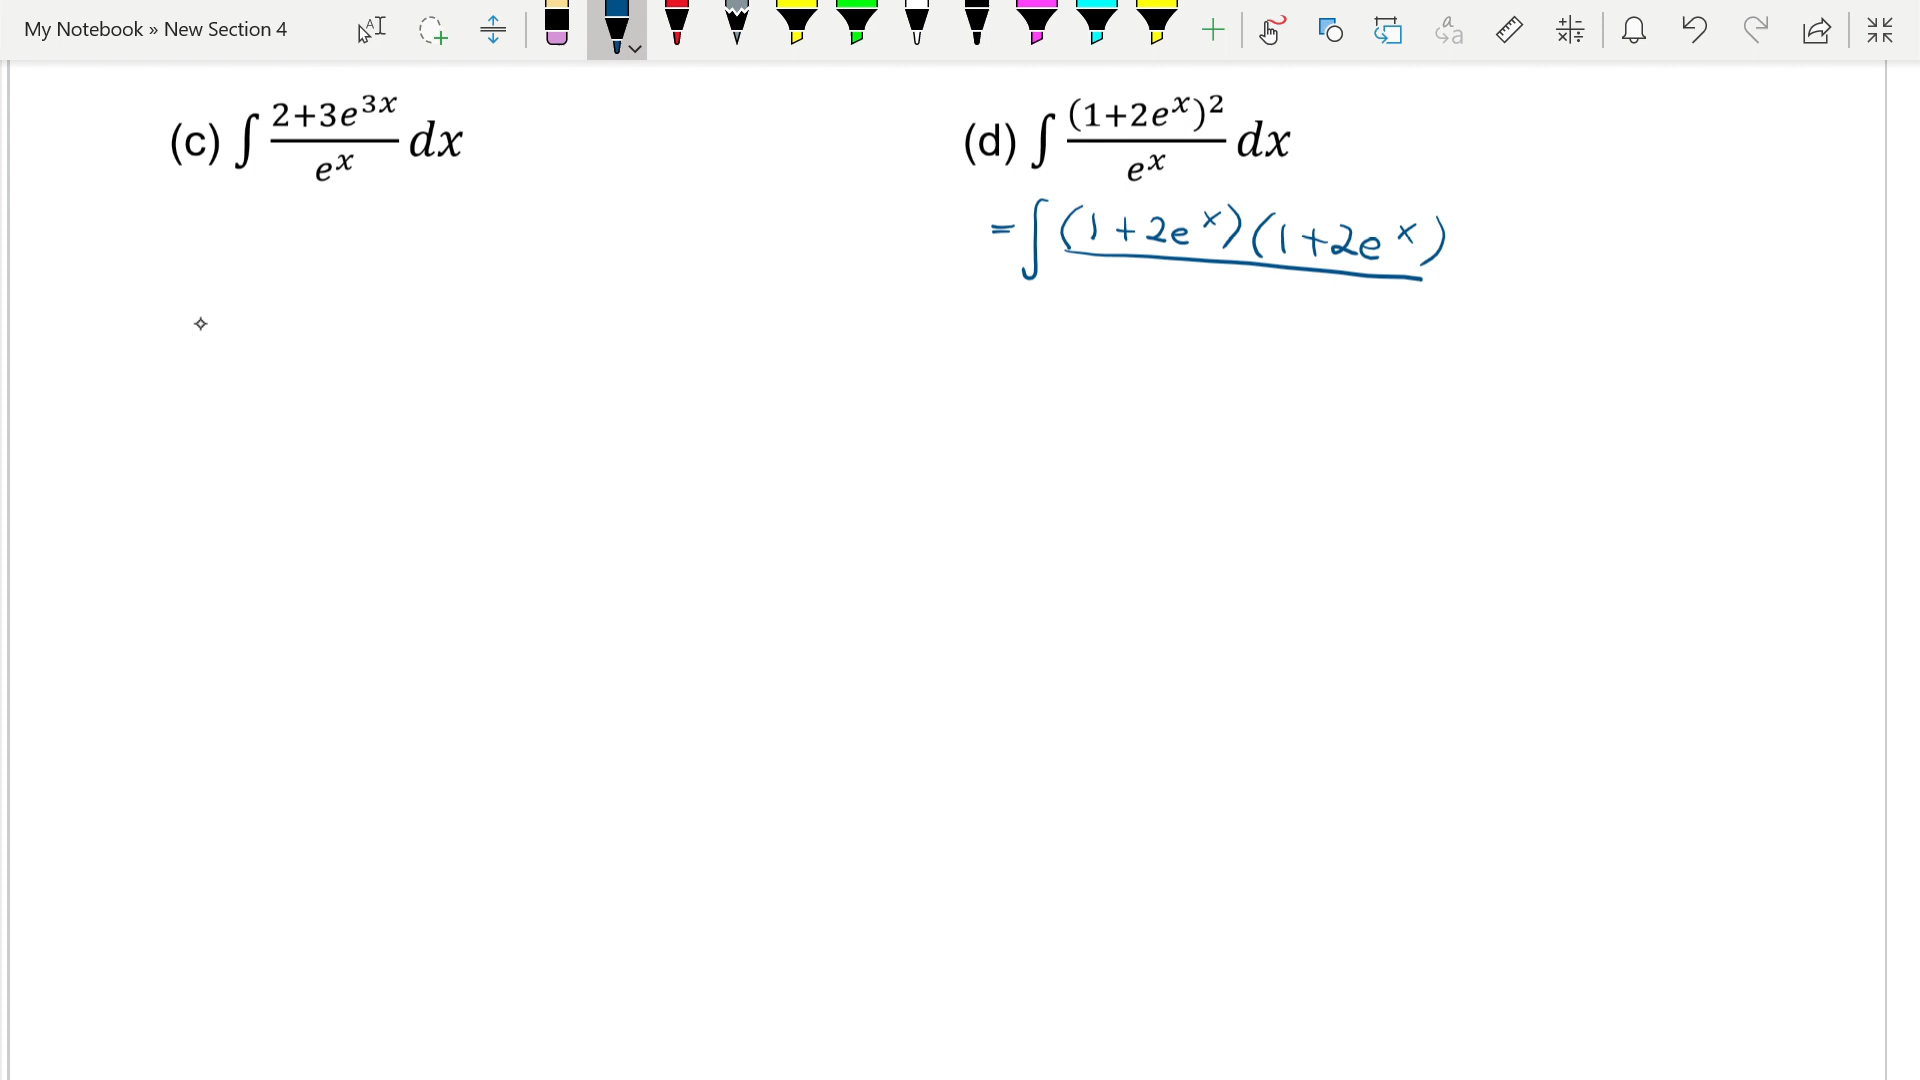 My Notebook » New Section 4
(c) ∫ 2+3e^{3x}/e^x dx
(d) ∫ (1+2e^x)^2/e^x dx
= ∫ (1+2e^x)(1+2e^x)